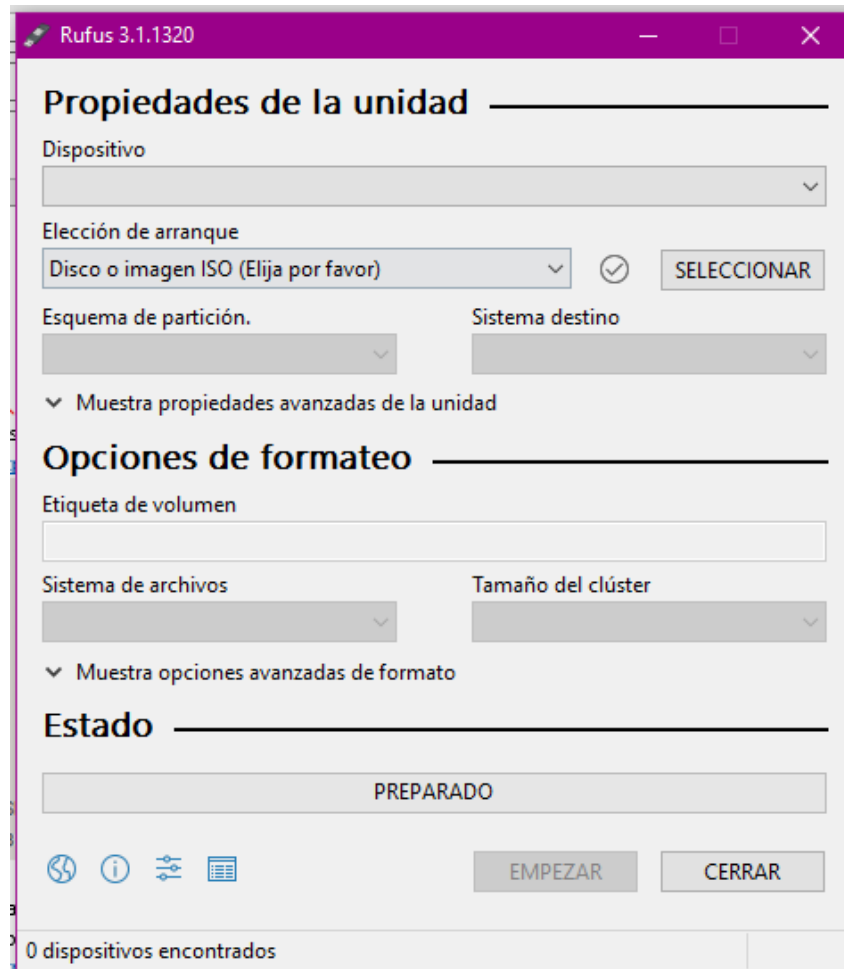 Rufus 3.1.1320
Propiedades de la unidad
Dispositivo
Elección de arranque
Disco o imagen ISO (Elija por favor)
SELECCIONAR
Esquema de partición.
Sistema destino
Muestra propiedades avanzadas de la unidad
Opciones de formateo
Etiqueta de volumen
Sistema de archivos
Tamaño del clúster
Muestra opciones avanzadas de formato
Estado
PREPARADO
EMPEZAR
CERRAR
0 dispositivos encontrados